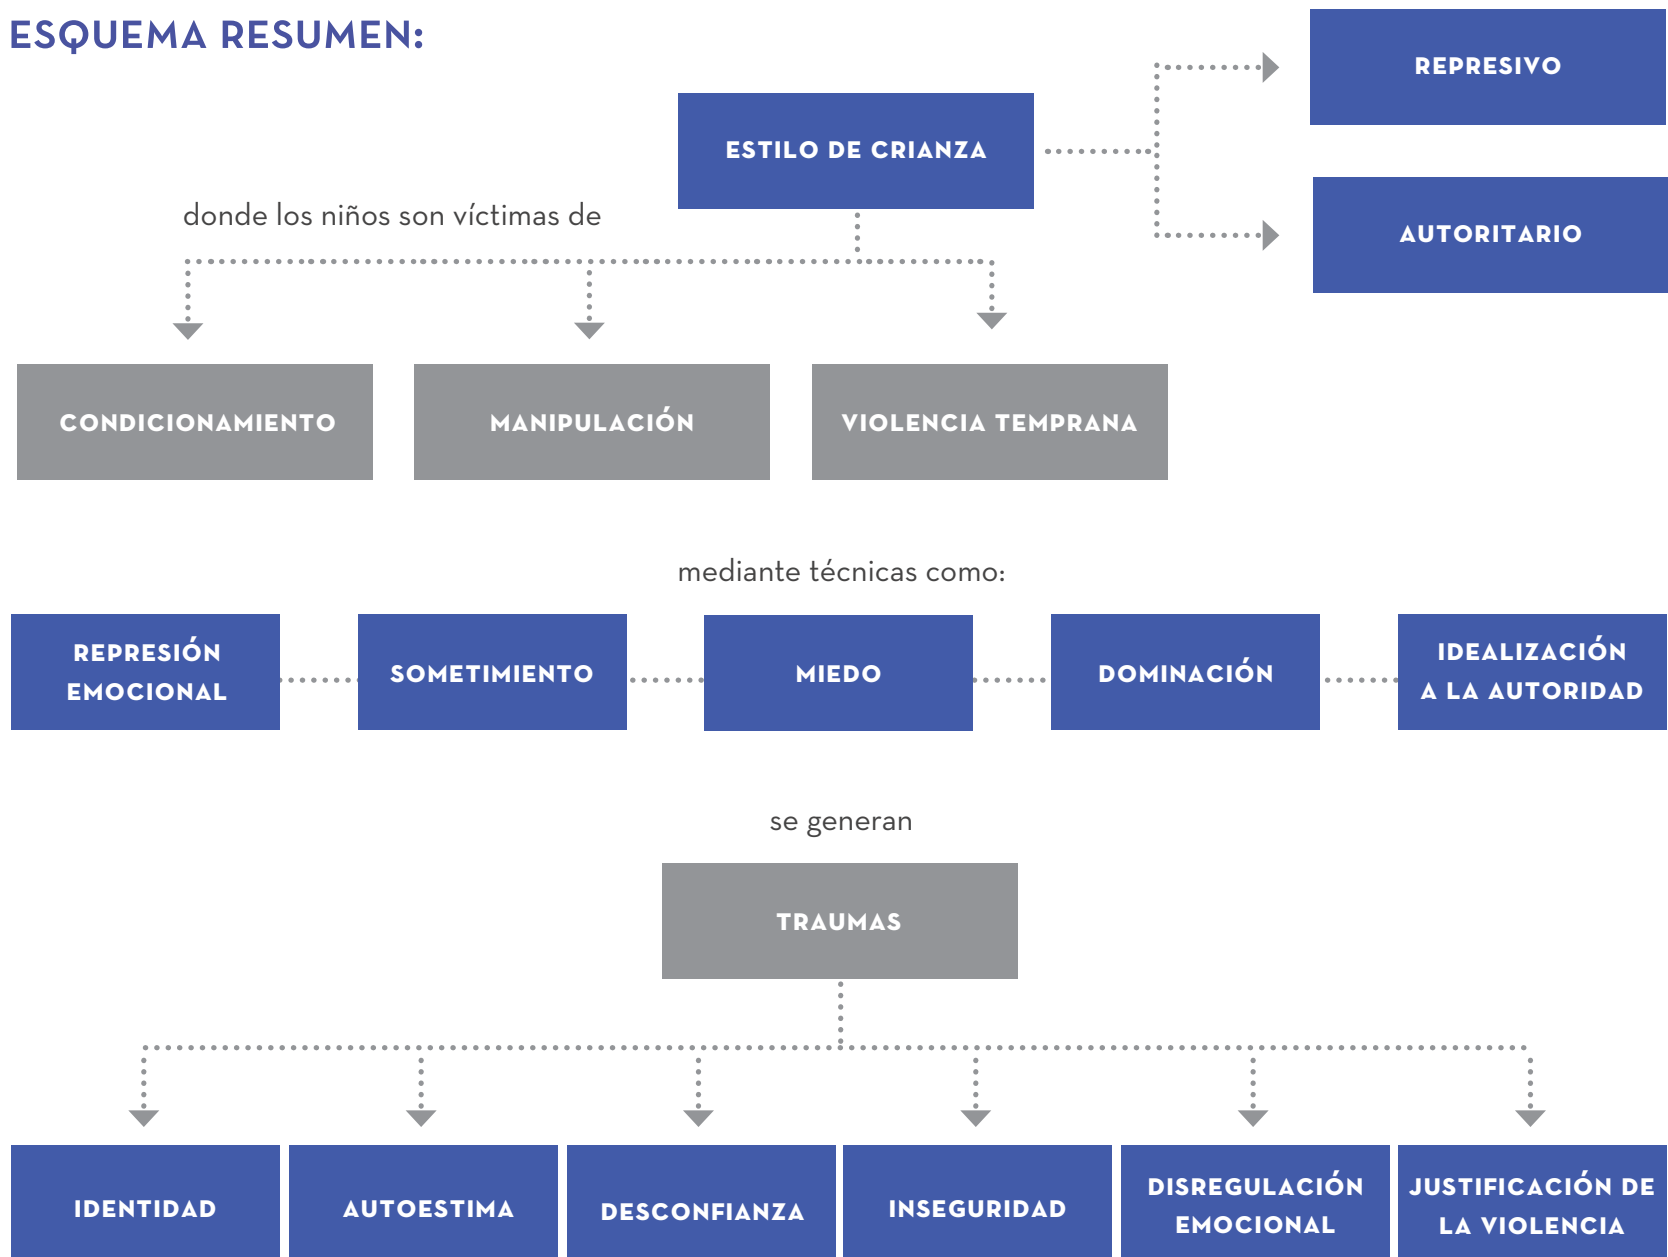 ESQUEMA RESUMEN:
REPRESIVO
ESTILO DE CRIANZA
AUTORITARIO
donde los niños son víctimas de
CONDICIONAMIENTO
MANIPULACIÓN
VIOLENCIA TEMPRANA
mediante técnicas como:
REPRESIÓN
EMOCIONAL
SOMETIMIENTO
MIEDO
DOMINACIÓN
IDEALIZACIÓN
A LA AUTORIDAD
se generan
TRAUMAS
IDENTIDAD
AUTOESTIMA
DESCONFIANZA
INSEGURIDAD
DISREGULACIÓN
EMOCIONAL
JUSTIFICACIÓN DE
LA VIOLENCIA